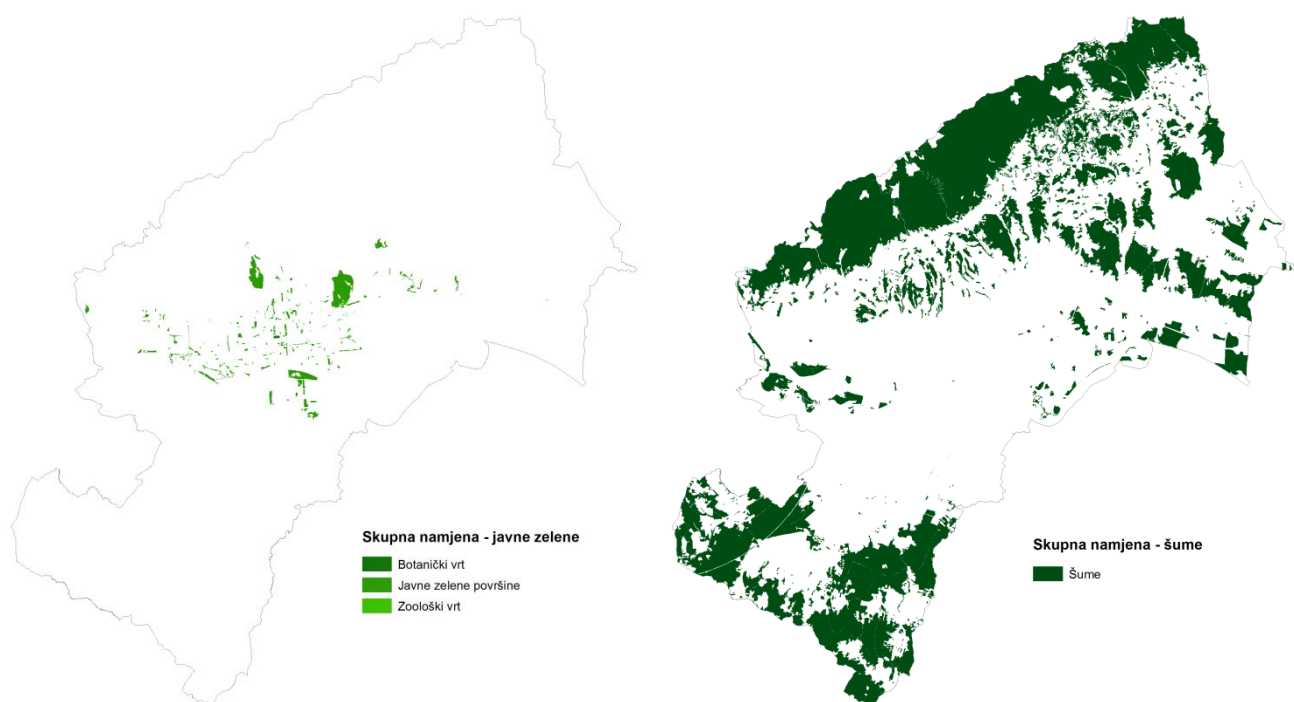 Skupna namjena - javne zelene
Botanički vrt
Javne zelene površine
Zoološki vrt
Skupna namjena - šume
Šume